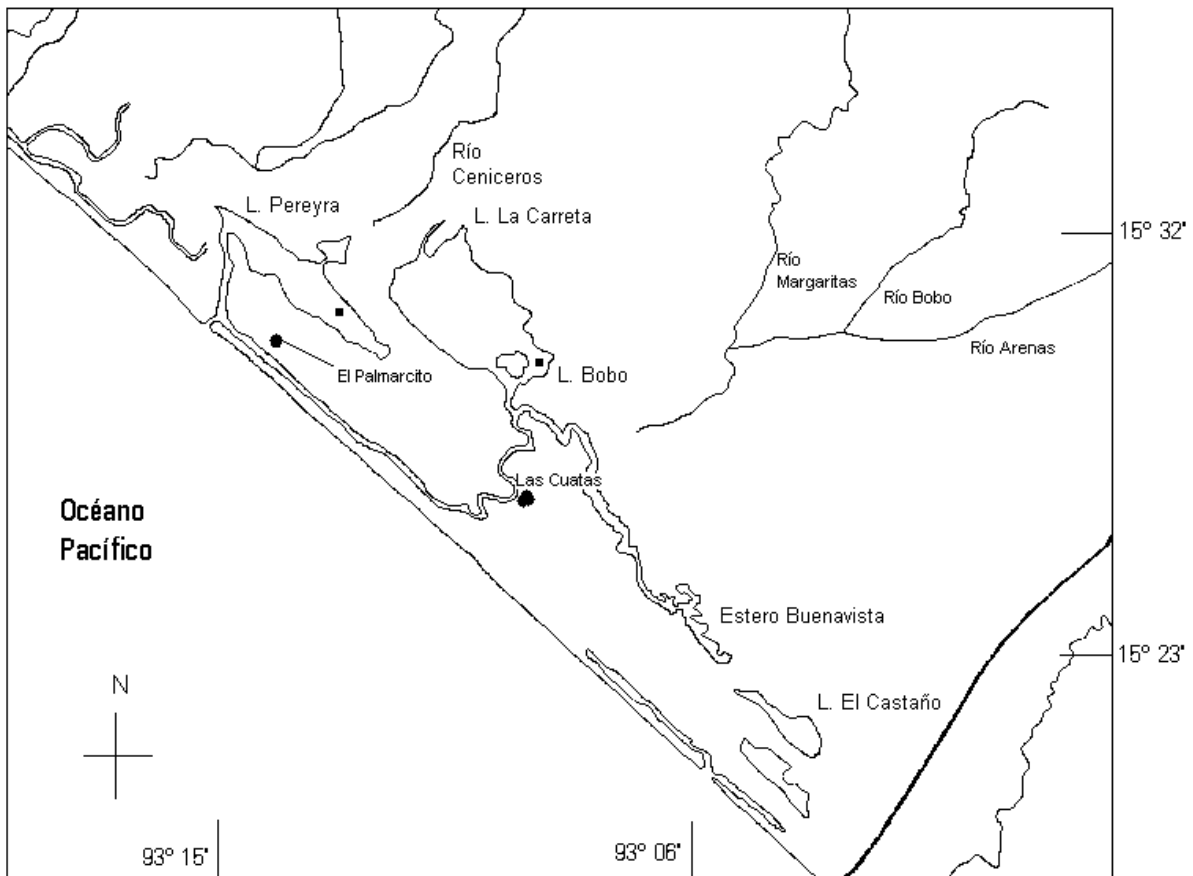 Río
Ceniceros
L. Pereyra
L. La Carreta
15° 32'
Río
Margaritas
Río Bobo
Río Arenas
El Palmarcito
L. Bobo
Las Cuatas
Océano
Pacífico
Estero Buenavista
15° 23'
N
L. El Castaño
93° 15'
93° 06'